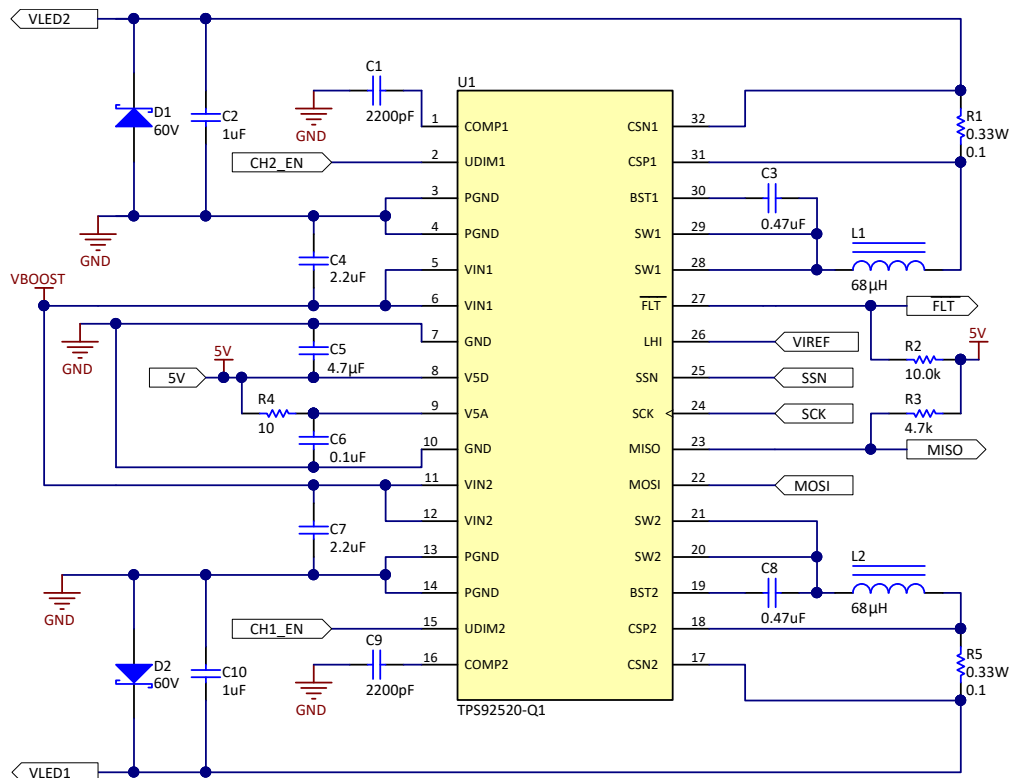 VLED2
C1
2200pF
GND
U1
D1
60V
C2
1uF
R1
0.33W
0.1
1 COMP1 CSN1 32
CH2_EN 2 UDIM1 CSP1 31
3 PGND BST1 30
C3
0.47uF
4 PGND SW1 29
GND
C4
2.2uF
5 VIN1 SW1 28
L1
68µH
VBOOST
6 VIN1 FLT 27
FLT
GND
C5
4.7µF
7 GND LHI 26
VIREF
5V
R2
10.0k
5V
5V
8 V5D SSN 25
SSN
R4
10
9 V5A SCK 24
SCK
R3
4.7k
C6
0.1uF
10 GND MISO 23
MISO
11 VIN2 MOSI 22
MOSI
C7
2.2uF
12 VIN2 SW2 21
13 PGND SW2 20
L2
68µH
GND
14 PGND BST2 19
C8
0.47uF
CH1_EN 15 UDIM2 CSP2 18
C9
2200pF
GND
16 COMP2 CSN2 17
D2
60V
C10
1uF
R5
0.33W
0.1
TPS92520-Q1
VLED1